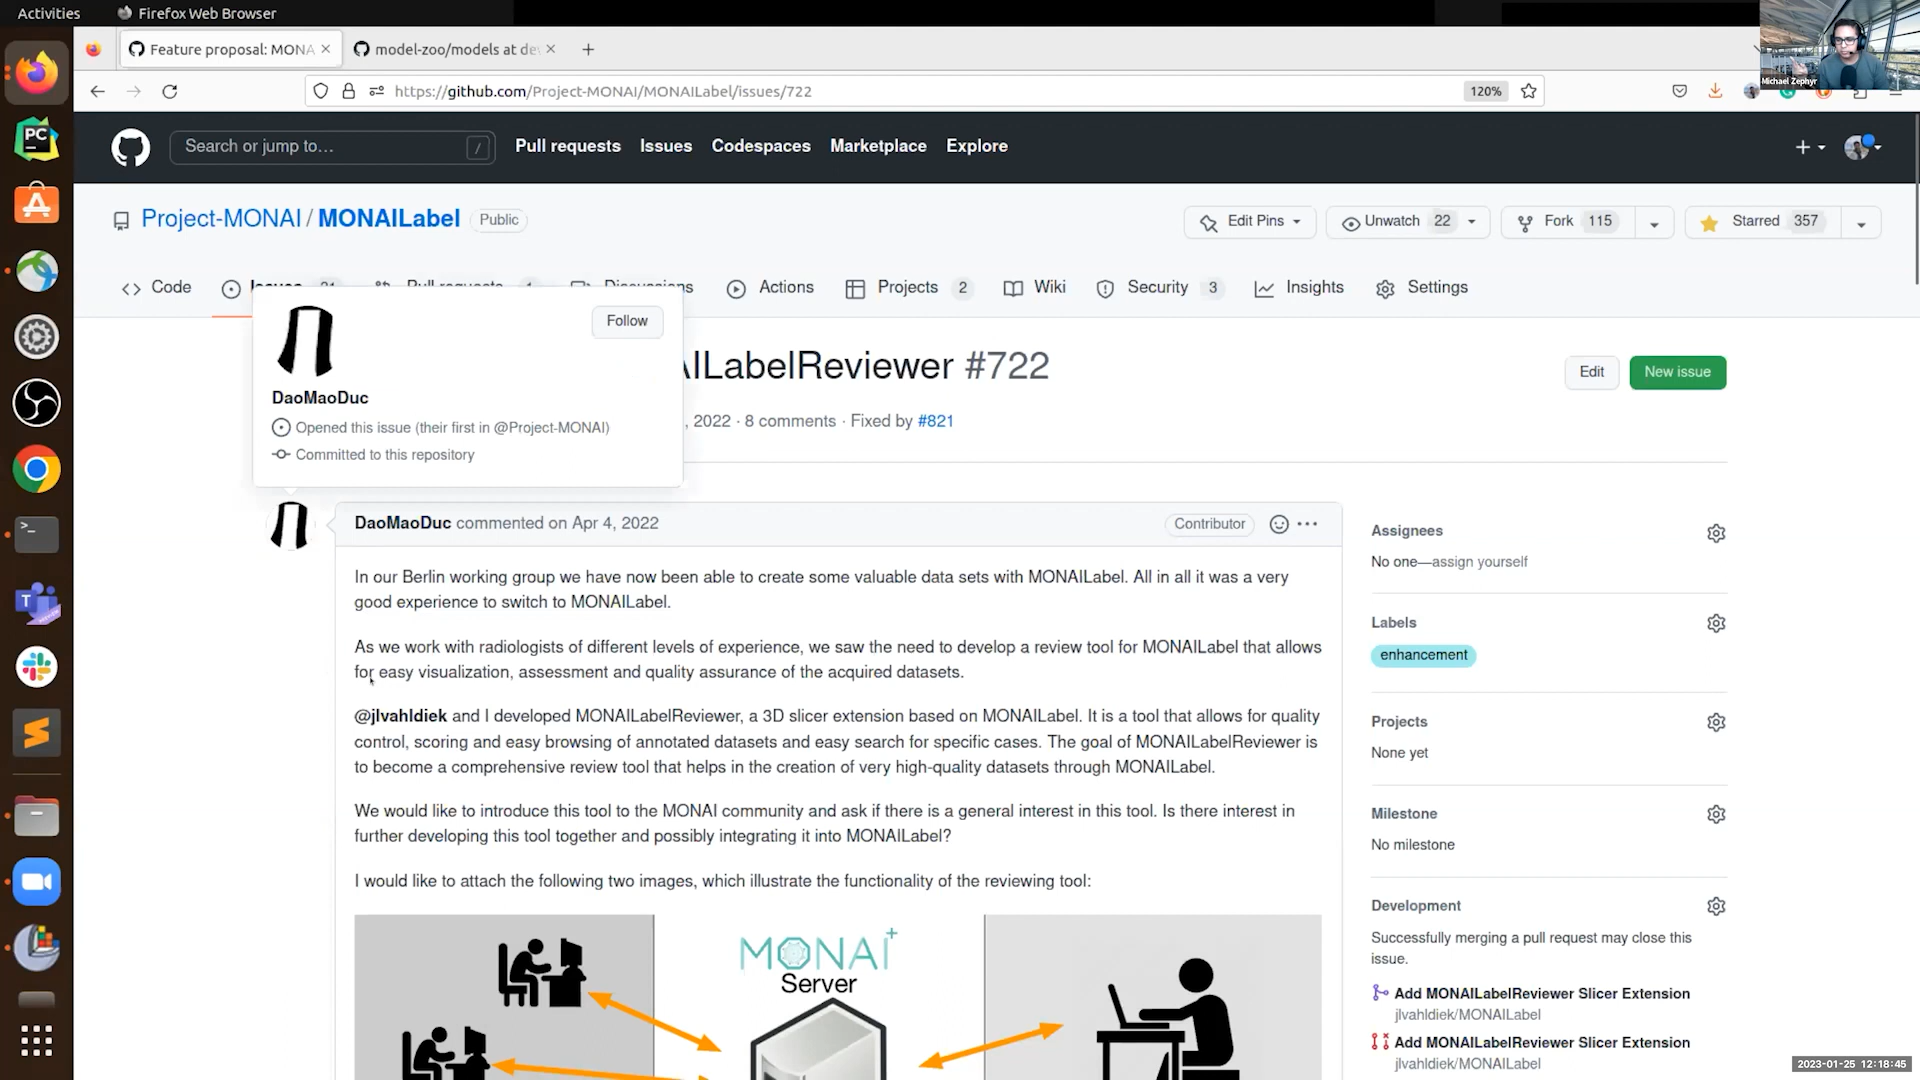 Activities
Firefox Web Browser
Feature proposal: MONA
model-zoo/models at de
https://github.com/Project-MONAI/MONAILabel/issues/722
120%
Michael Zephyr
Search or jump to…
/
Pull requests
Issues
Codespaces
Marketplace
Explore
Project-MONAI / MONAILabel
Public
Edit Pins
Unwatch 22
Fork 115
Starred 357
Code
Actions
Projects 2
Wiki
Security 3
Insights
Settings
Follow
DaoMaoDuc
Opened this issue (their first in @Project-MONAI)
Committed to this repository
AILabelReviewer #722
Edit
New issue
, 2022 · 8 comments · Fixed by #821
DaoMaoDuc commented on Apr 4, 2022
Contributor
In our Berlin working group we have now been able to create some valuable data sets with MONAILabel. All in all it was a very
good experience to switch to MONAILabel.
As we work with radiologists of different levels of experience, we saw the need to develop a review tool for MONAILabel that allows
for easy visualization, assessment and quality assurance of the acquired datasets.
@jlvahldiek and I developed MONAILabelReviewer, a 3D slicer extension based on MONAILabel. It is a tool that allows for quality
control, scoring and easy browsing of annotated datasets and easy search for specific cases. The goal of MONAILabelReviewer is
to become a comprehensive review tool that helps in the creation of very high-quality datasets through MONAILabel.
We would like to introduce this tool to the MONAI community and ask if there is a general interest in this tool. Is there interest in
further developing this tool together and possibly integrating it into MONAILabel?
I would like to attach the following two images, which illustrate the functionality of the reviewing tool:
MONAI
Server
Assignees
No one—assign yourself
Labels
enhancement
Projects
None yet
Milestone
No milestone
Development
Successfully merging a pull request may close this
issue.
Add MONAILabelReviewer Slicer Extension
jlvahldiek/MONAILabel
Add MONAILabelReviewer Slicer Extension
jlvahldiek/MONAILabel
2023-01-25 12:18:45